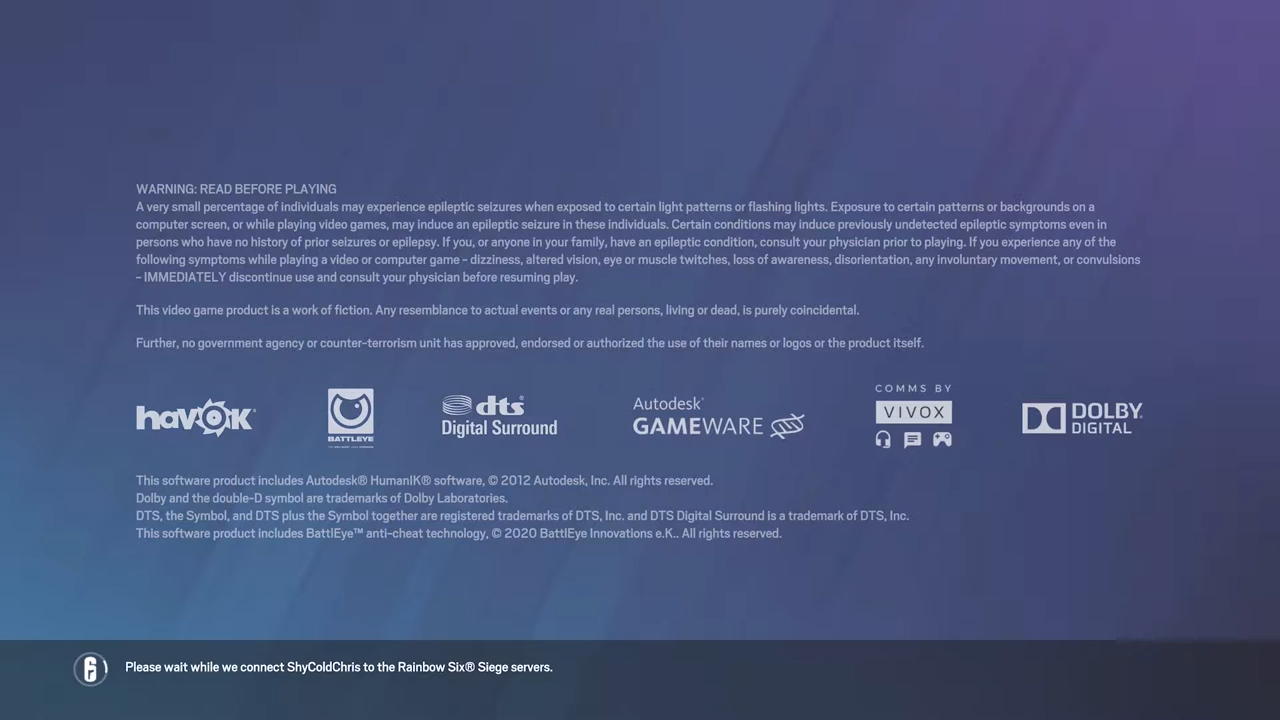 WARNING: READ BEFORE PLAYING
A very small percentage of individuals may experience epileptic seizures when exposed to certain light patterns or flashing lights. Exposure to certain patterns or backgrounds on a
computer screen, or while playing video games, may induce an epileptic seizure in these individuals. Certain conditions may induce previously undetected epileptic symptoms even in
persons who have no history of prior seizures or epilepsy. If you, or anyone in your family, have an epileptic condition, consult your physician prior to playing. If you experience any of the
following symptoms while playing a video or computer game - dizziness, altered vision, eye or muscle twitches, loss of awareness, disorientation, any involuntary movement, or convulsions
- IMMEDIATELY discontinue use and consult your physician before resuming play.
This video game product is a work of fiction. Any resemblance to actual events or any real persons, living or dead, is purely coincidental.
Further, no government agency or counter-terrorism unit has approved, endorsed or authorized the use of their names or logos or the product itself.
havok
BATTLEYE
dts
Digital Surround
Autodesk®
GAMEWARE
COMMS BY
VIVOX
DOLBY
DIGITAL
This software product includes Autodesk® HumanIK® software, © 2012 Autodesk, Inc. All rights reserved.
Dolby and the double-D symbol are trademarks of Dolby Laboratories.
DTS, the Symbol, and DTS plus the Symbol together are registered trademarks of DTS, Inc. and DTS Digital Surround is a trademark of DTS, Inc.
This software product includes BattlEye™ anti-cheat technology, © 2020 BattlEye Innovations e.K.. All rights reserved.
Please wait while we connect ShyColdChris to the Rainbow Six® Siege servers.